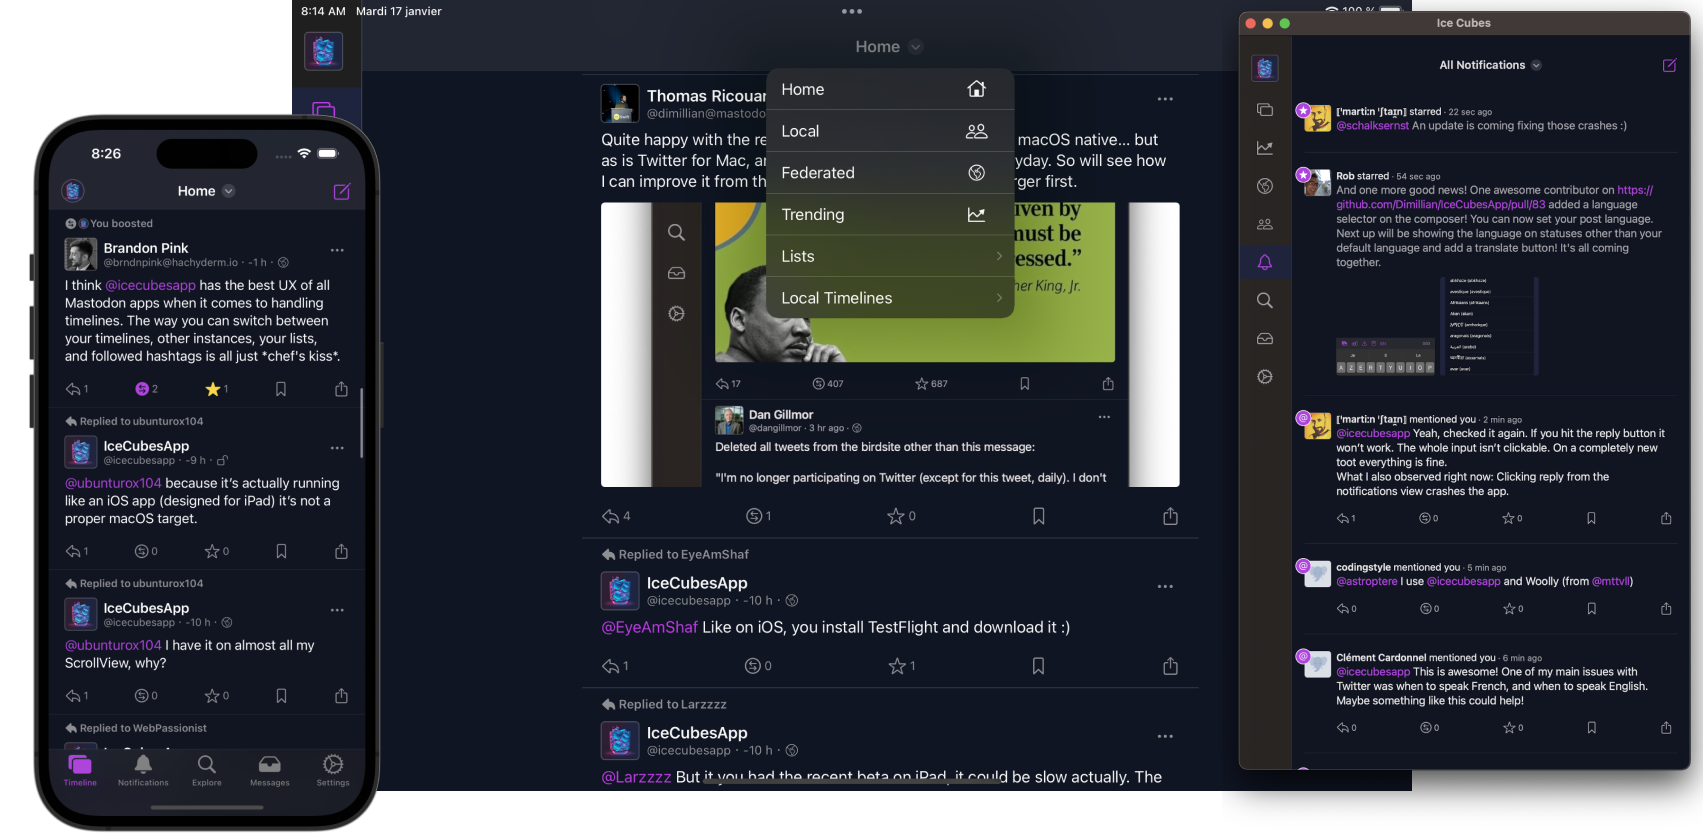 8:14 AM Mardi 17 janvier
100 %
Home
Home
Local
Federated
Trending
Lists
Local Timelines
Thomas Ricouar
@dimillian@mastodo
Quite happy with the re
macOS native... but
as is Twitter for Mac, ar
yday. So will see how
I can improve it from th
rger first.
iven by
must be
essed.”
her King, Jr.
17
407
687
Dan Gillmor
@dangillmor · 3 hr ago ·
Deleted all tweets from the birdsite other than this message:
"I'm no longer participating on Twitter (except for this tweet, daily). I don't
4
1
0
Replied to EyeAmShaf
IceCubesApp
@icecubesapp · -10 h ·
@EyeAmShaf Like on iOS, you install TestFlight and download it :)
1
0
1
Replied to Larzzzz
IceCubesApp
@icecubesapp · -10 h ·
@Larzzzz But it you had the recent beta on iPad, it could be slow actually. The
8:26
Home
You boosted
Brandon Pink
@brndnpink@hachyderm.io · -1 h ·
I think @icecubesapp has the best UX of all
Mastodon apps when it comes to handling
timelines. The way you can switch between
your timelines, other instances, your lists,
and followed hashtags is all just *chef's kiss*.
1
2
1
Replied to ubunturox104
IceCubesApp
@icecubesapp · -9 h ·
@ubunturox104 because it's actually running
like an iOS app (designed for iPad) it's not a
proper macOS target.
1
0
0
Replied to ubunturox104
IceCubesApp
@icecubesapp · -10 h ·
@ubunturox104 I have it on almost all my
ScrollView, why?
1
0
0
Replied to WebPassionist
Timeline
Notifications
Explore
Messages
Settings
Ice Cubes
All Notifications
['maʁtiːn 'ʃtaɪn] starred · 22 sec ago
@schalksernst An update is coming fixing those crashes :)
Rob starred · 54 sec ago
And one more good news! One awesome contributor on https://
github.com/Dimillian/IceCubesApp/pull/83 added a language
selector on the composer! You can now set your post language.
Next up will be showing the language on statuses other than your
default language and add a translate button! It's all coming
together.
A Z E R T Y U I O P
['maʁtiːn 'ʃtaɪn] mentioned you · 2 min ago
@icecubesapp Yeah, checked it again. If you hit the reply button it
won't work. The whole input isn't clickable. On a completely new
toot everything is fine.
What I also observed right now: Clicking reply from the
notifications view crashes the app.
1
0
0
codingstyle mentioned you · 5 min ago
@astroptere I use @icecubesapp and Woolly (from @mttvll)
0
0
0
Clément Cardonnel mentioned you · 6 min ago
@icecubesapp This is awesome! One of my main issues with
Twitter was when to speak French, and when to speak English.
Maybe something like this could help!
0
0
0